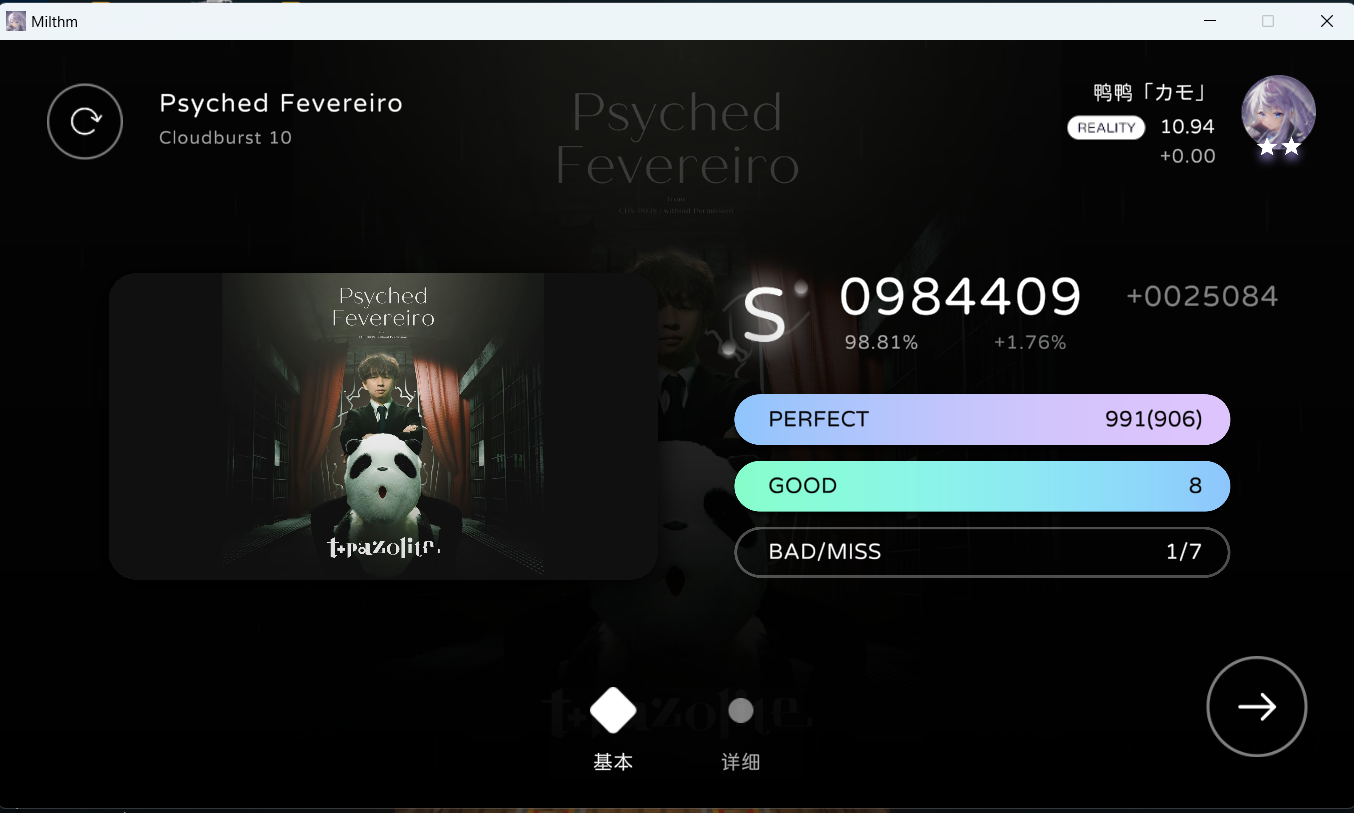 Milthm
Psyched Fevereiro
Cloudburst 10
鸭鸭「カモ」
REALITY 10.94
+0.00
Psyched
Fevereiro
from
S 0984409 +0025084
98.81% +1.76%
Psyched
Fevereiro
PERFECT 991(906)
GOOD 8
BAD/MISS 1/7
t+pazolite.
t+pazolite.
基本 详细